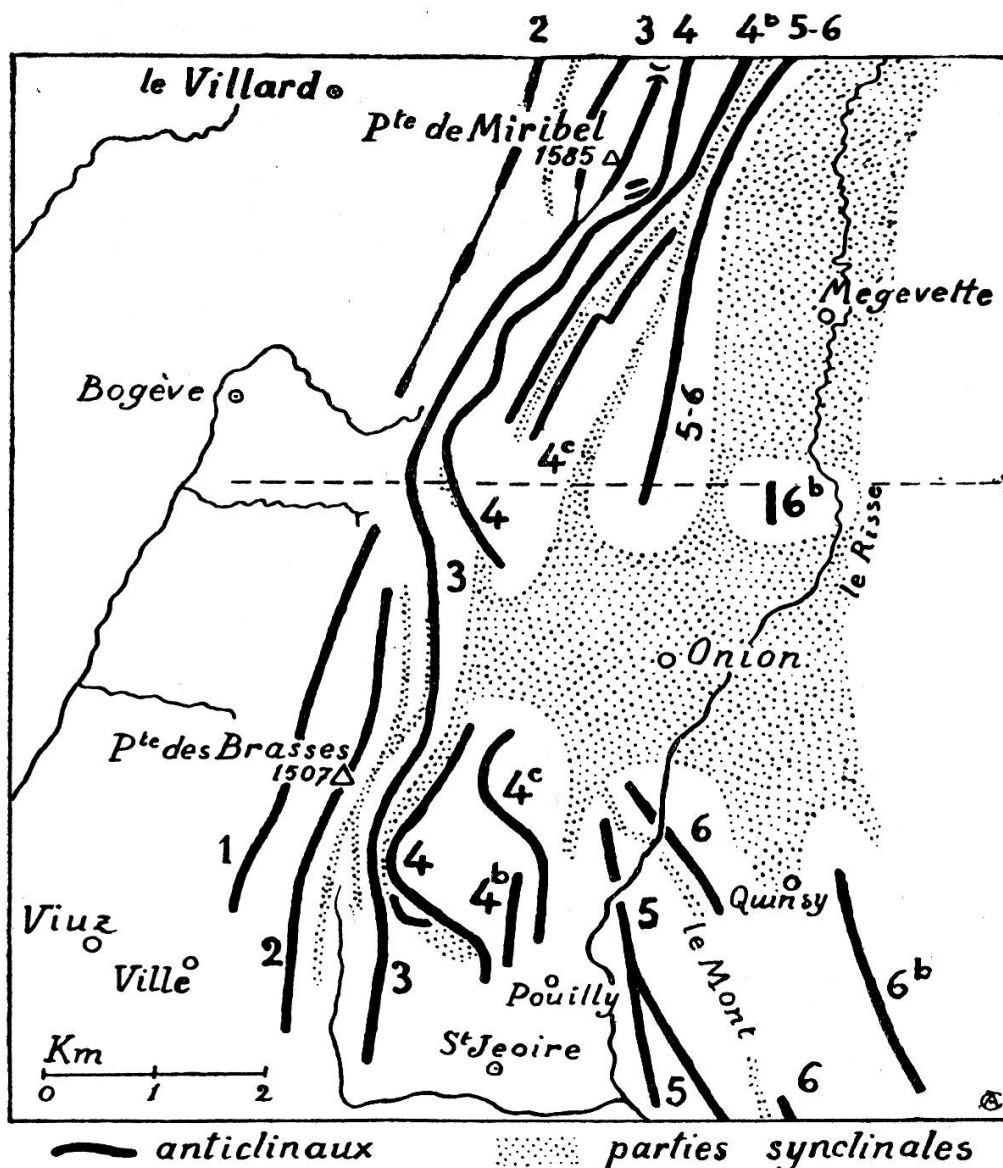 2 3 4 4ᵇ 5-6
le Villard
Pᵗᵉ de Miribel
1585
Mégevette
Bogève
5-6
4ᶜ
6ᵇ
4
le Risse
3
Onion
Pᵗᵉ des Brasses
1507
4ᶜ
1
4
6
4ᵇ
Quinsy
5
Viuz
le Mont
2
Ville
3
6ᵇ
Pouilly
Sᵗ Jeoire
Km
0 1 2
5
6
anticlinaux
parties synclinales